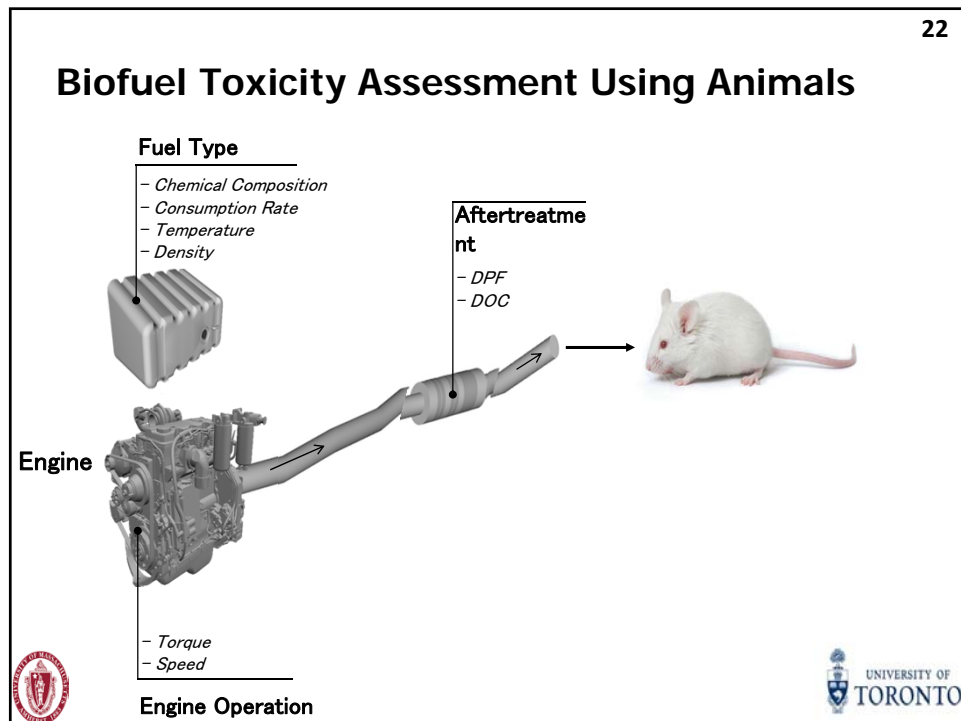 22
Biofuel Toxicity Assessment Using Animals
Fuel Type
- Chemical Composition
- Consumption Rate
- Temperature
- Density
Aftertreatme
nt
- DPF
- DOC
Engine
- Torque
- Speed
Engine Operation
UNIVERSITY OF
TORONTO